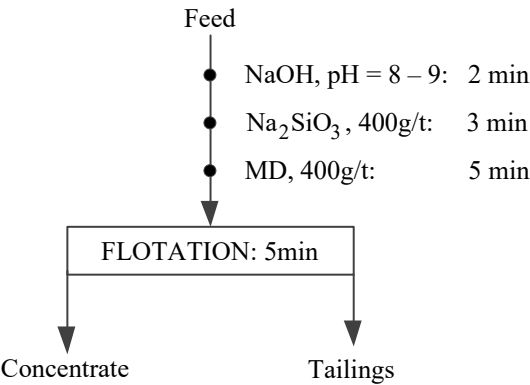 Feed
NaOH, pH = 8 – 9: 2 min
Na₂SiO₃ , 400g/t: 3 min
MD, 400g/t: 5 min
FLOTATION: 5min
Concentrate Tailings